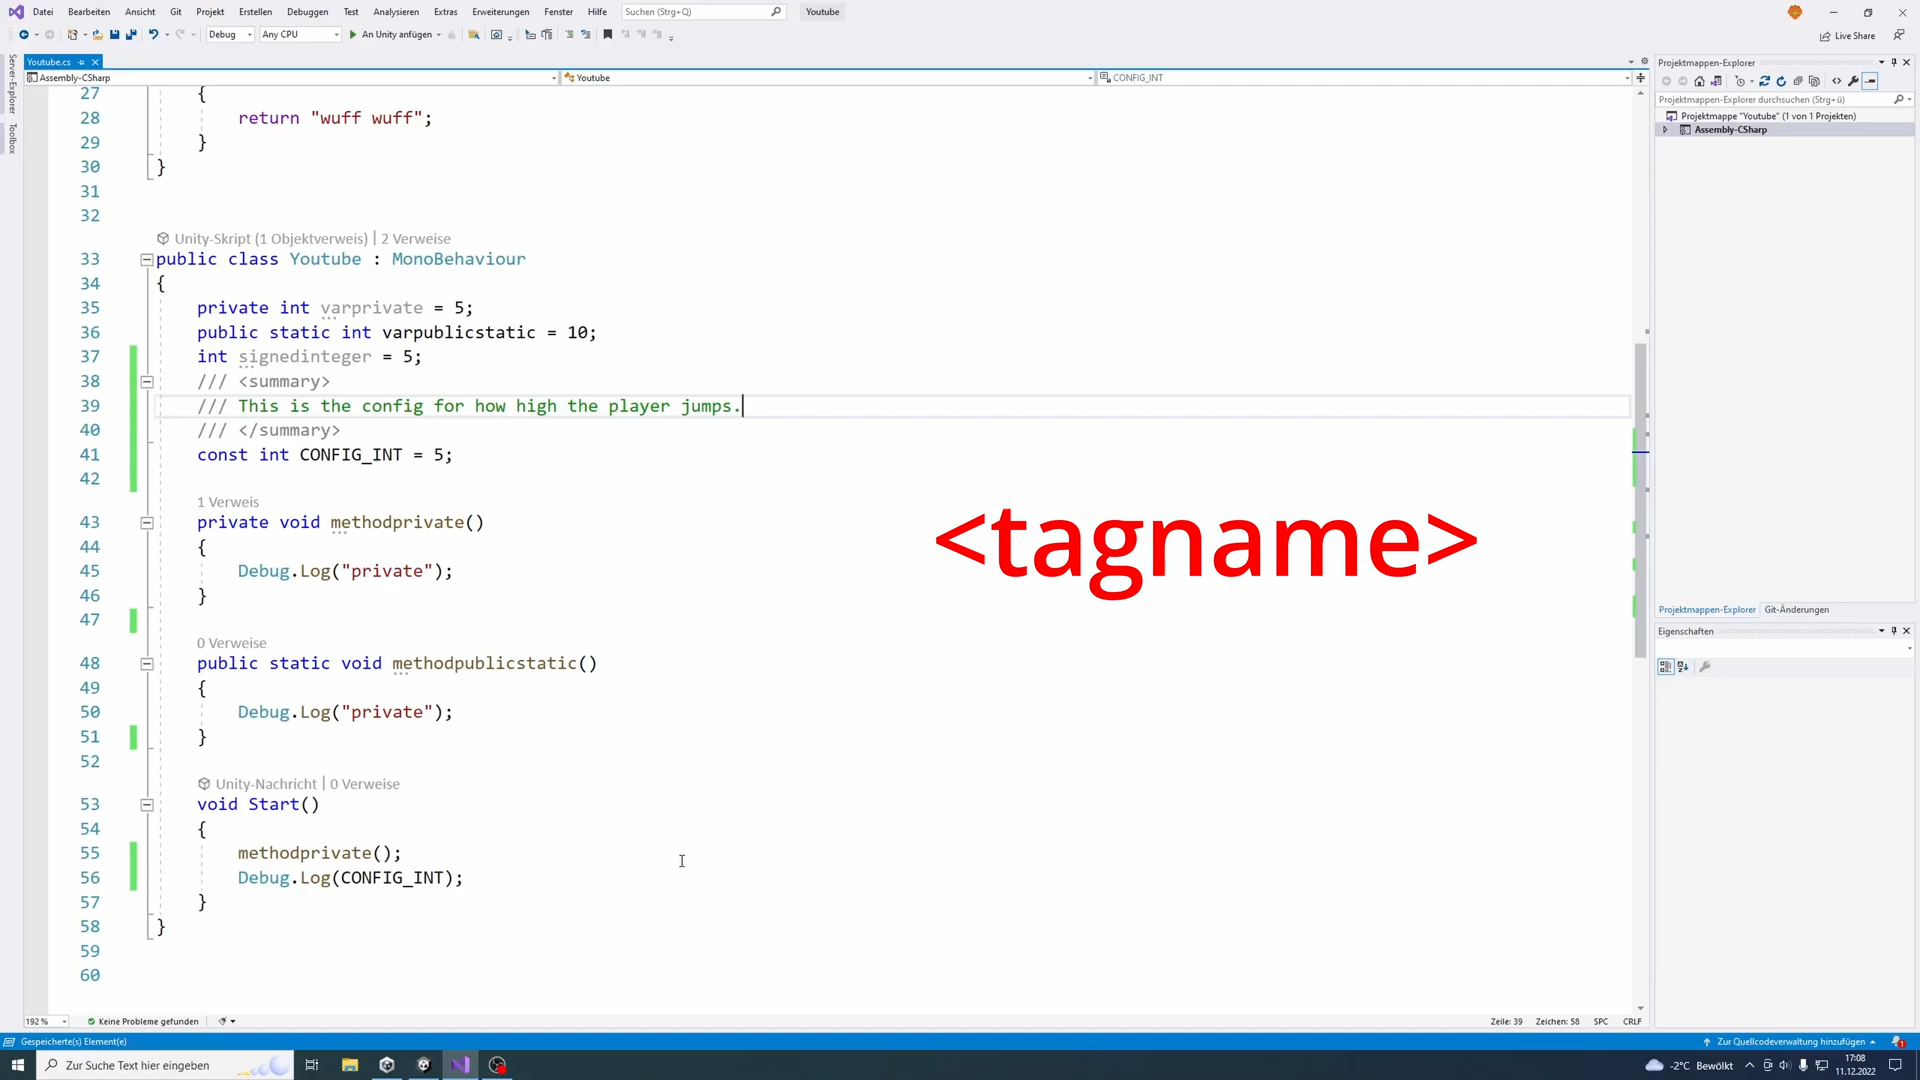 Datei Bearbeiten Ansicht Git Projekt Erstellen Debuggen Test Analysieren Extras Erweiterungen Fenster Hilfe Suchen (Strg+Q) Youtube
Debug Any CPU An Unity anfügen Live Share
Server-Explorer
Toolbox
Youtube.cs
Assembly-CSharp Youtube CONFIG_INT
27 {
28 return "wuff wuff";
29 }
30 }
31
32
Unity-Skript (1 Objektverweis) | 2 Verweise
33 public class Youtube : MonoBehaviour
34 {
35 private int varprivate = 5;
36 public static int varpublicstatic = 10;
37 int signedinteger = 5;
38 /// <summary>
39 /// This is the config for how high the player jumps.
40 /// </summary>
41 const int CONFIG_INT = 5;
42
1 Verweis
43 private void methodprivate()
44 {
45 Debug.Log("private");
46 }
47
0 Verweise
48 public static void methodpublicstatic()
49 {
50 Debug.Log("private");
51 }
52
Unity-Nachricht | 0 Verweise
53 void Start()
54 {
55 methodprivate();
56 Debug.Log(CONFIG_INT);
57 }
58 }
59
60
<tagname>
Projektmappen-Explorer
Projektmappen-Explorer durchsuchen (Strg+ü)
Projektmappe "Youtube" (1 von 1 Projekten)
Assembly-CSharp
Projektmappen-Explorer Git-Änderungen
Eigenschaften
192 % Keine Probleme gefunden Zeile: 39 Zeichen: 58 SPC CRLF
Gespeicherte(s) Element(e) Zur Quellcodeverwaltung hinzufügen 1
Zur Suche Text hier eingeben -2°C Bewölkt 17:08
11.12.2022